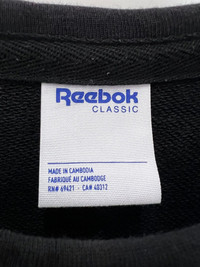 Reebok
CLASSIC
MADE IN CAMBODIA
FABRIQUÉ AU CAMBODGE
RN# 69421 - CA# 40312